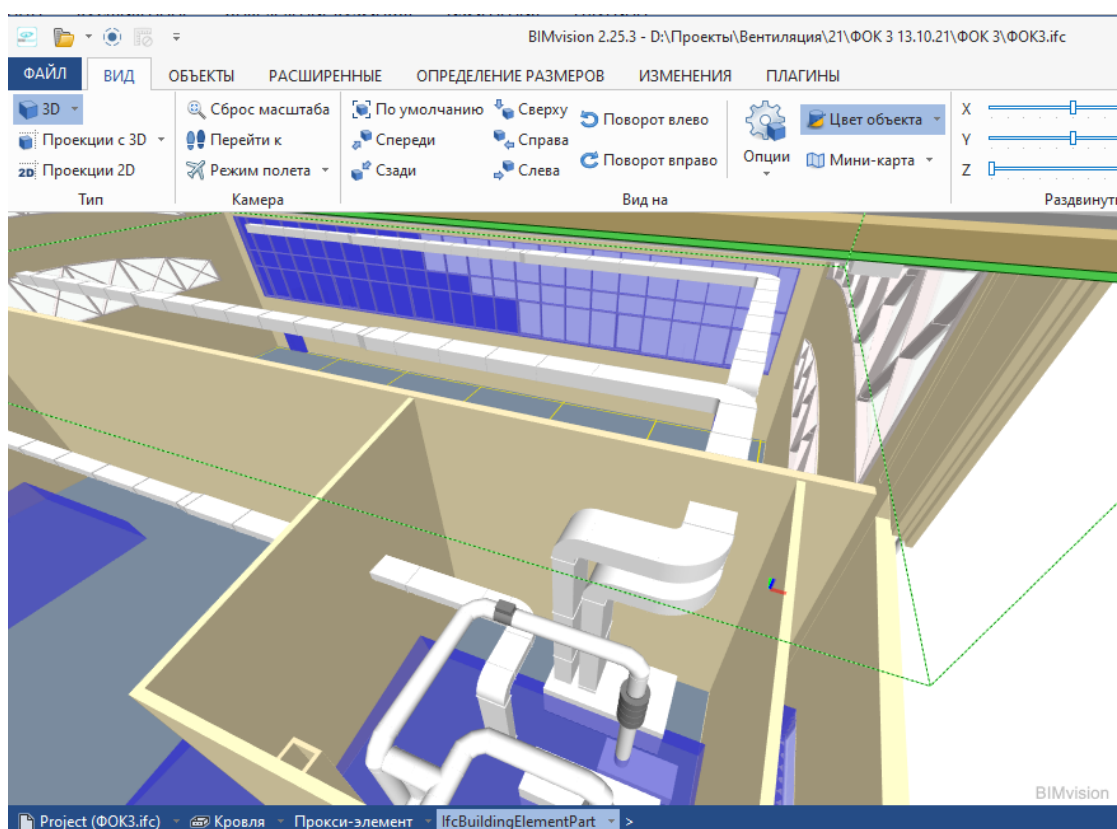 BIMvision 2.25.3 - D:\Проекты\Вентиляция\21\ФОК 3 13.10.21\ФОК 3\ФОК3.ifc
ФАЙЛ ВИД ОБЪЕКТЫ РАСШИРЕННЫЕ ОПРЕДЕЛЕНИЕ РАЗМЕРОВ ИЗМЕНЕНИЯ ПЛАГИНЫ
3D Сброс масштаба По умолчанию Сверху Поворот влево Цвет объекта X
Проекции с 3D Перейти к Спереди Справа Y
2D Проекции 2D Режим полета Сзади Слева Поворот вправо Опции Мини-карта Z
Тип Камера Вид на Раздвинут
BIMvision
Project (ФОК3.ifc) Кровля Прокси-элемент IfcBuildingElementPart >